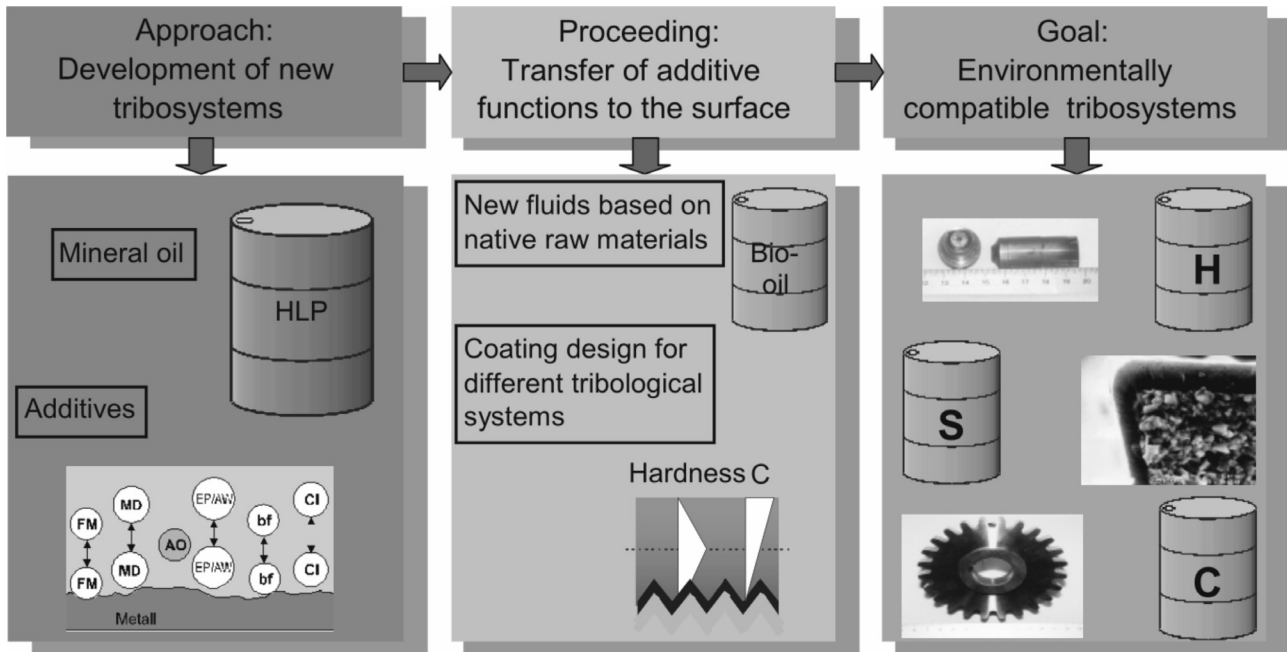 Approach:
Development of new
tribosystems
Proceeding:
Transfer of additive
functions to the surface
Goal:
Environmentally
compatible tribosystems
Mineral oil
HLP
Additives
FM
MD
AO
EP/AW
bf
CI
FM
MD
EP/AW
bf
CI
Metall
New fluids based on
native raw materials
Bio-
oil
Coating design for
different tribological
systems
Hardness C
H
S
C